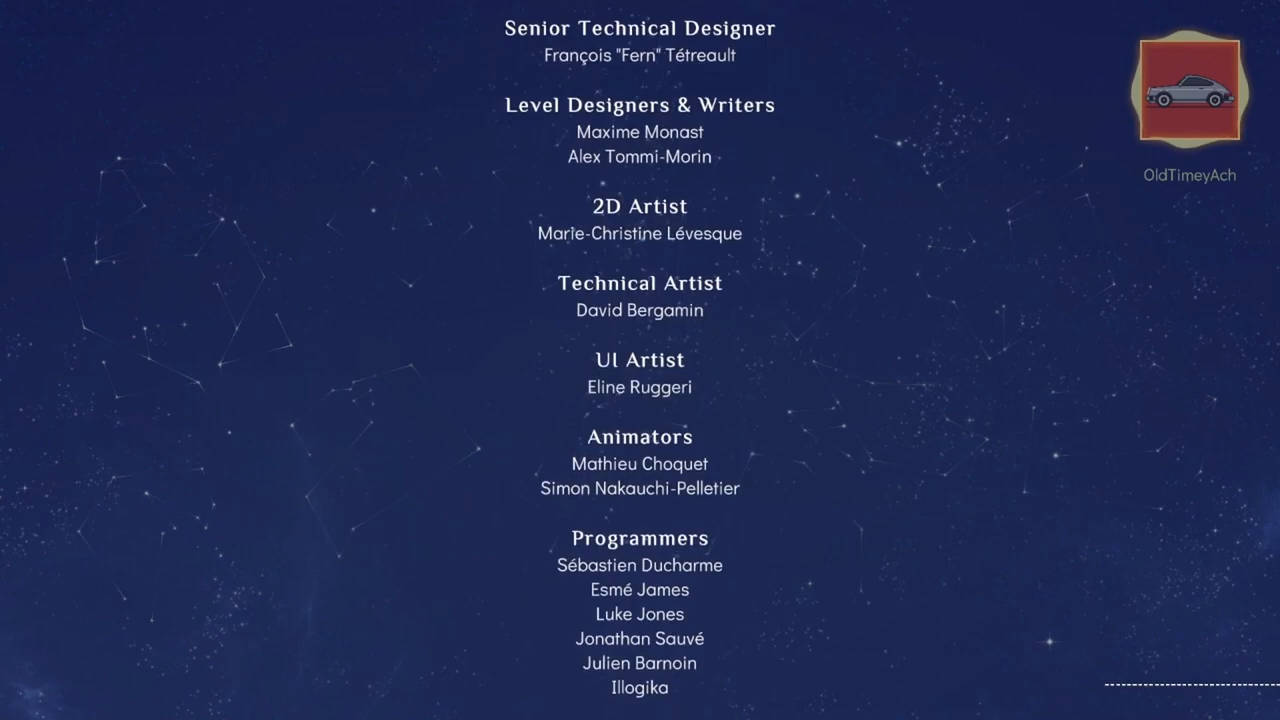 Senior Technical Designer
François "Fern" Tétreault
Level Designers & Writers
Maxime Monast
Alex Tommi-Morin
2D Artist
Marie-Christine Lévesque
Technical Artist
David Bergamin
UI Artist
Eline Ruggeri
Animators
Mathieu Choquet
Simon Nakauchi-Pelletier
Programmers
Sébastien Ducharme
Esmé James
Luke Jones
Jonathan Sauvé
Julien Barnoin
Illogika
OldTimeyAch